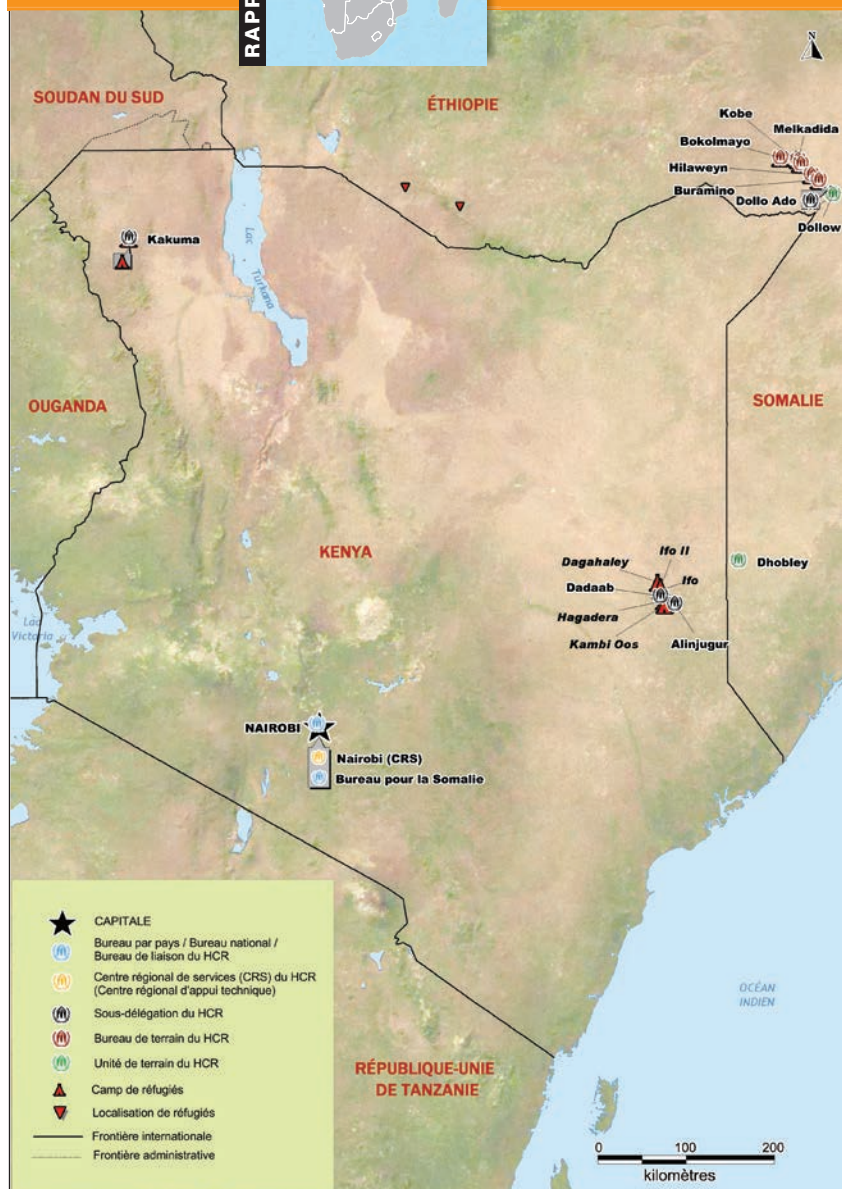 RAPP
N
SOUDAN DU SUD
ÉTHIOPIE
Kobe
Melkadida
Bokolmayo
Hilaweyn
Buramino
Dollo Ado
Dollow
Kakuma
Lac
Turkana
OUGANDA
SOMALIE
KENYA
Dagahaley
Ifo II
Ifo
Dadaab
Dhobley
Hagadera
Kambi Oos
Alinjugur
Lac
Victoria
NAIROBI
Nairobi (CRS)
Bureau pour la Somalie
CAPITALE
Bureau par pays / Bureau national /
Bureau de liaison du HCR
Centre régional de services (CRS) du HCR
(Centre régional d'appui technique)
Sous-délégation du HCR
Bureau de terrain du HCR
Unité de terrain du HCR
Camp de réfugiés
Localisation de réfugiés
Frontière internationale
Frontière administrative
OCÉAN
INDIEN
RÉPUBLIQUE-UNIE
DE TANZANIE
0 100 200
kilomètres